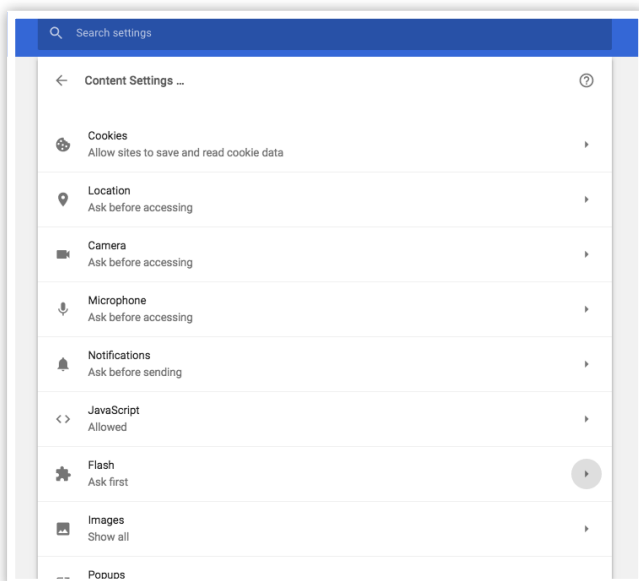 Search settings
Content Settings ...
Cookies
Allow sites to save and read cookie data
Location
Ask before accessing
Camera
Ask before accessing
Microphone
Ask before accessing
Notifications
Ask before sending
JavaScript
Allowed
Flash
Ask first
Images
Show all
Popups